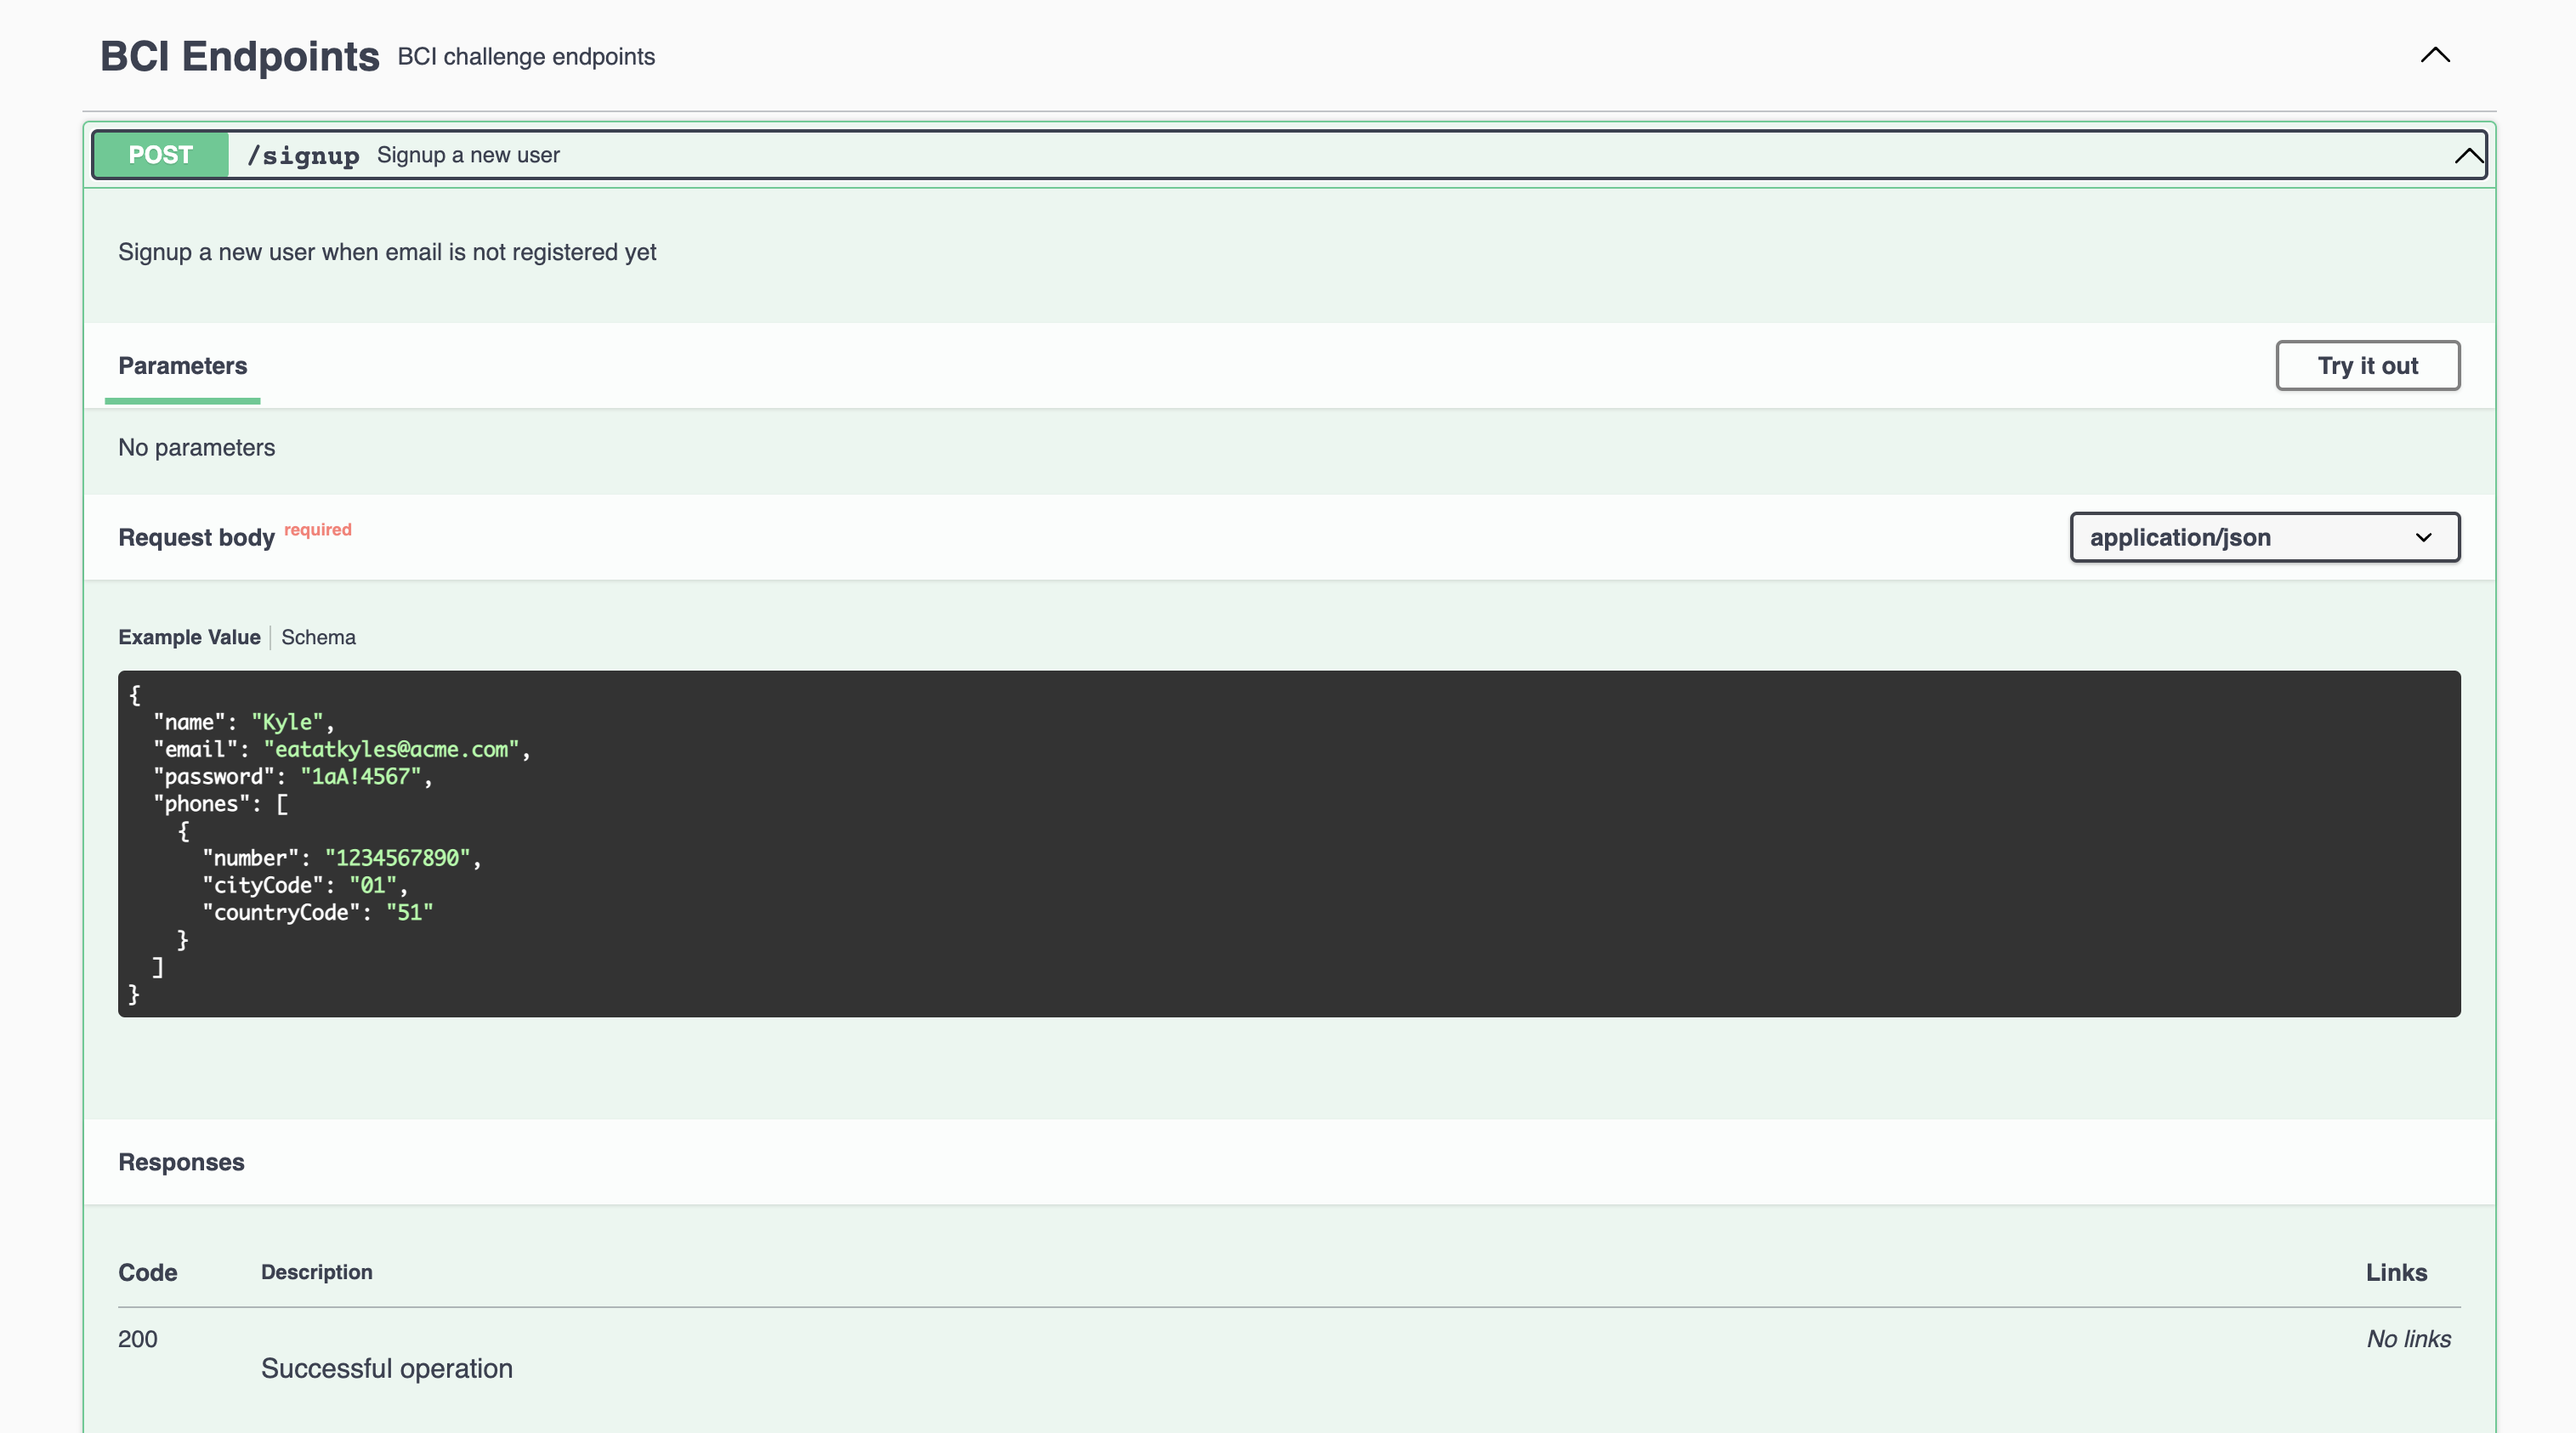 BCI Endpoints BCI challenge endpoints
POST /signup Signup a new user
Signup a new user when email is not registered yet
Parameters Try it out
No parameters
Request body required application/json
Example Value Schema
{
  "name": "Kyle",
  "email": "eatatkyles@acme.com",
  "password": "1aA!4567",
  "phones": [
    {
      "number": "1234567890",
      "cityCode": "01",
      "countryCode": "51"
    }
  ]
}
Responses
Code Description Links
200 No links
Successful operation